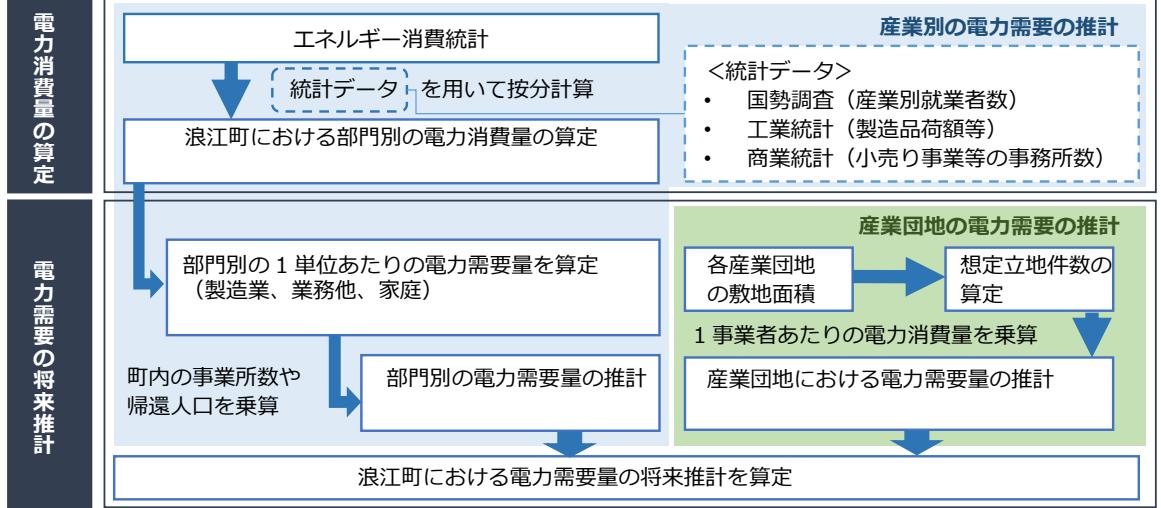 電力消費量の算定
産業別の電力需要の推計
エネルギー消費統計
統計データ を用いて按分計算
<統計データ>
• 国勢調査（産業別就業者数）
• 工業統計（製造品荷額等）
• 商業統計（小売り事業等の事務所数）
浪江町における部門別の電力消費量の算定
電力需要の将来推計
部門別の１単位あたりの電力需要量を算定
（製造業、業務他、家庭）
町内の事業所数や
帰還人口を乗算
部門別の電力需要量の推計
産業団地の電力需要の推計
各産業団地
の敷地面積
想定立地件数の
算定
１事業者あたりの電力消費量を乗算
産業団地における電力需要量の推計
浪江町における電力需要量の将来推計を算定